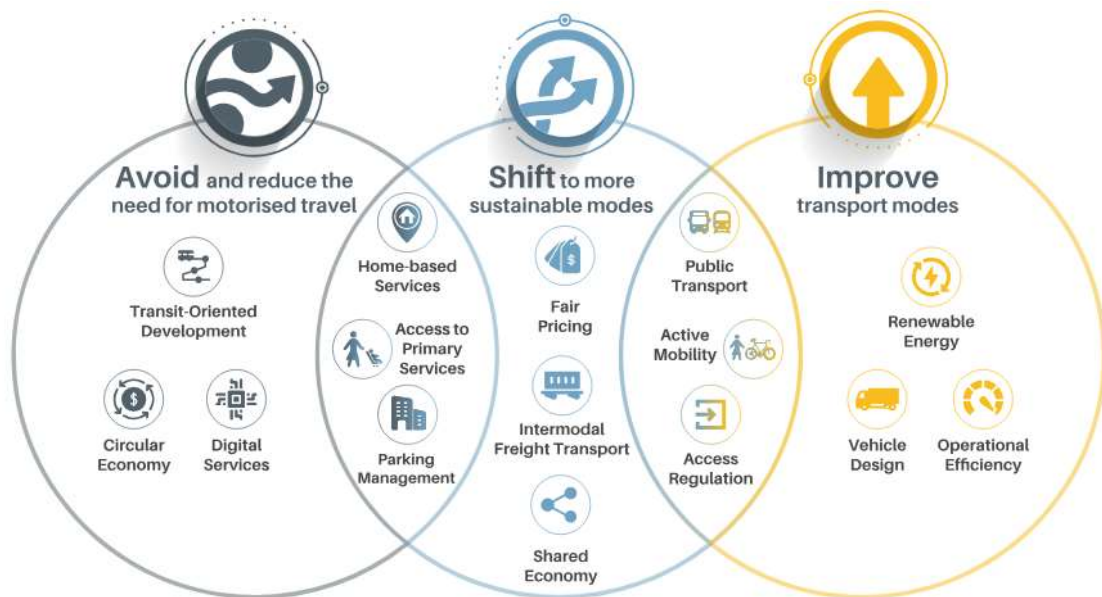 Avoid and reduce the
need for motorised travel
Transit-Oriented
Development
Circular
Economy
Digital
Services
Home-based
Services
Access to
Primary
Services
Parking
Management
Shift to more
sustainable modes
Fair
Pricing
Intermodal
Freight Transport
Shared
Economy
Public
Transport
Active
Mobility
Access
Regulation
Improve
transport modes
Renewable
Energy
Vehicle
Design
Operational
Efficiency